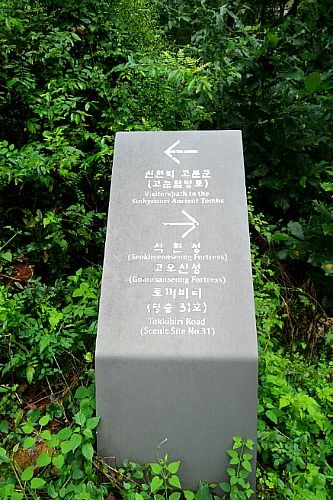 신현리 고분군
(고분탐방로)
Visiters path to the
Sinhyeunri Ancient Tombs
석현성
(Seokhyeonseong Fortress)
고모산성
(Gomosanseong Fortress)
토끼비리
(명승 31호)
Tokkibiri Road
(Scenic Site No.31)